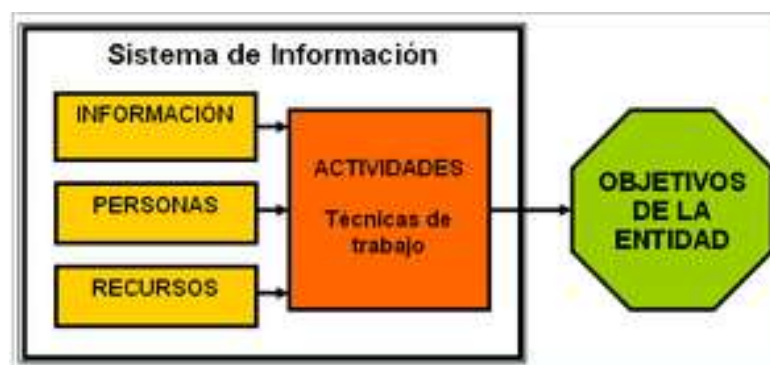 Sistema de Información
INFORMACIÓN
PERSONAS
RECURSOS
ACTIVIDADES
Técnicas de
trabajo
OBJETIVOS
DE LA
ENTIDAD